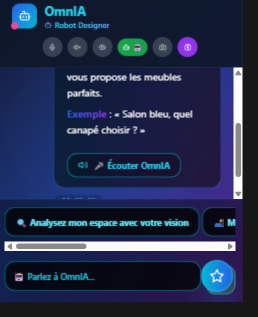 OmnIA
Robot Designer
vous propose les meubles
parfaits.
Exemple : « Salon bleu, quel
canapé choisir ? »
Écouter OmnIA
Analysez mon espace avec votre vision
M
Parlez à OmnIA...